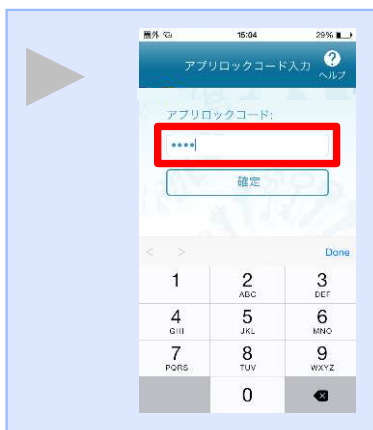 圏外 15:04 29%
アプリロックコード入力 ?
ヘルプ
アプリロックコード:
••••
確定
< > Done
1 2 3
ABC DEF
4 5 6
GHI JKL MNO
7 8 9
PQRS TUV WXYZ
0